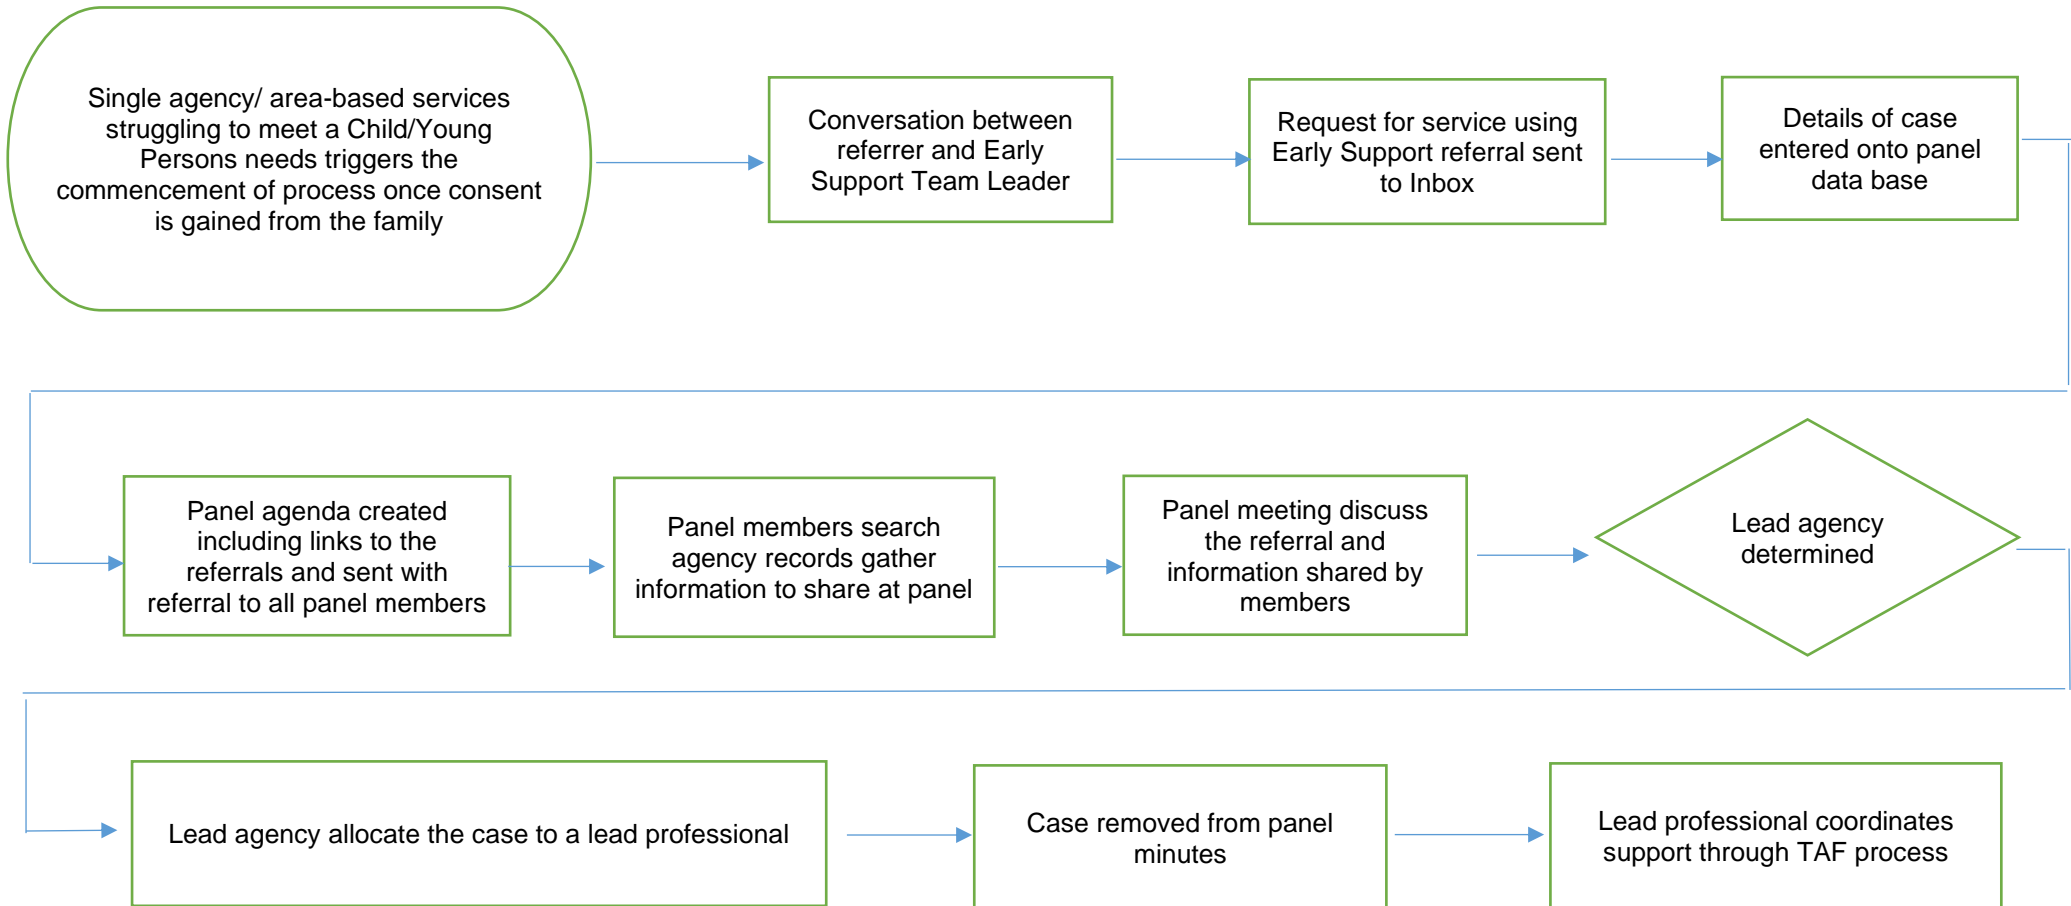 Single agency/ area-based services
struggling to meet a Child/Young
Persons needs triggers the
commencement of process once consent
is gained from the family
Conversation between
referrer and Early
Support Team Leader
Request for service using
Early Support referral sent
to Inbox
Details of case
entered onto panel
data base
Panel agenda created
including links to the
referrals and sent with
referral to all panel members
Panel members search
agency records gather
information to share at panel
Panel meeting discuss
the referral and
information shared by
members
Lead agency
determined
Lead agency allocate the case to a lead professional
Case removed from panel
minutes
Lead professional coordinates
support through TAF process